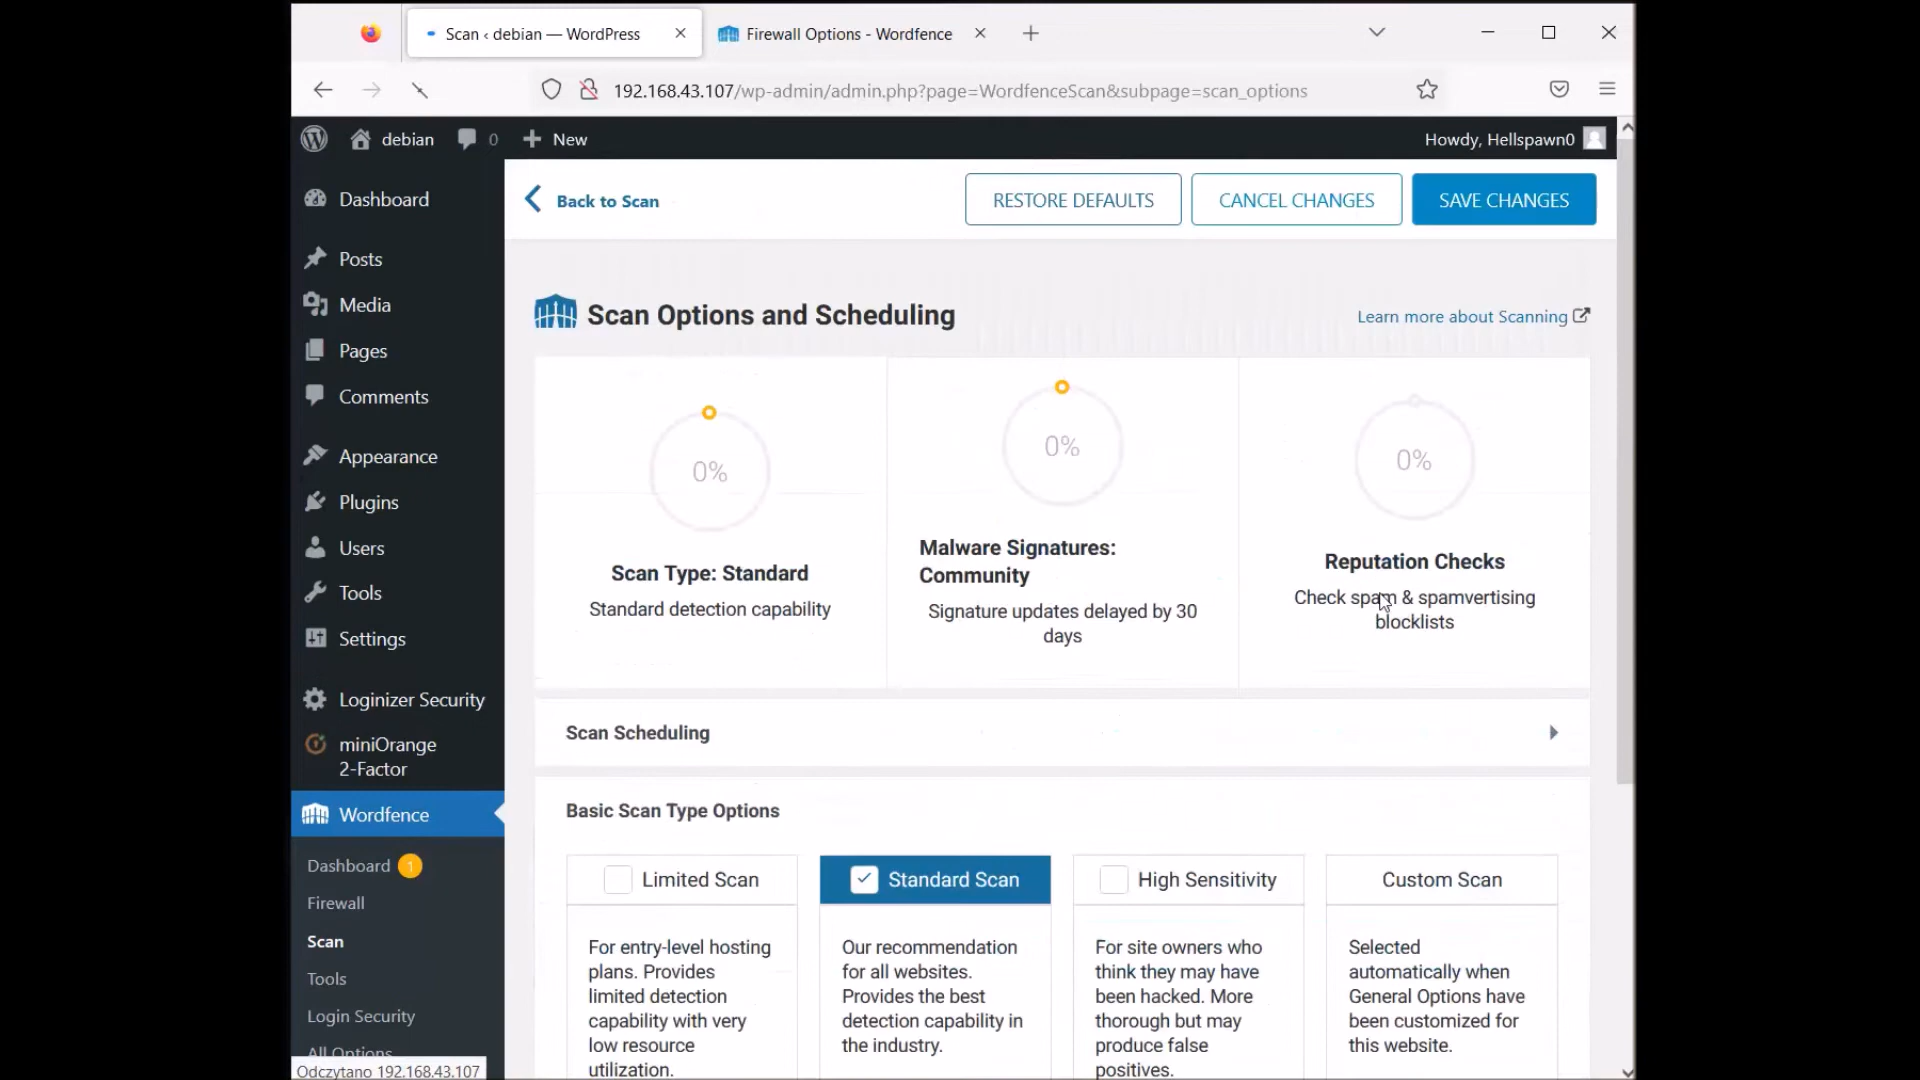 Scan ‹ debian — WordPress
Firewall Options - Wordfence
192.168.43.107/wp-admin/admin.php?page=WordfenceScan&subpage=scan_options
debian
0
New
Howdy, Hellspawn0
Dashboard
Posts
Media
Pages
Comments
Appearance
Plugins
Users
Tools
Settings
Loginizer Security
miniOrange
2-Factor
Wordfence
Dashboard 1
Firewall
Scan
Tools
Login Security
All Options
Odczytano 192.168.43.107
Back to Scan
RESTORE DEFAULTS
CANCEL CHANGES
SAVE CHANGES
Scan Options and Scheduling
Learn more about Scanning
0%
Scan Type: Standard
Standard detection capability
0%
Malware Signatures:
Community
Signature updates delayed by 30
days
0%
Reputation Checks
Check spam & spamvertising
blocklists
Scan Scheduling
Basic Scan Type Options
Limited Scan
For entry-level hosting
plans. Provides
limited detection
capability with very
low resource
utilization.
Standard Scan
Our recommendation
for all websites.
Provides the best
detection capability in
the industry.
High Sensitivity
For site owners who
think they may have
been hacked. More
thorough but may
produce false
positives.
Custom Scan
Selected
automatically when
General Options have
been customized for
this website.